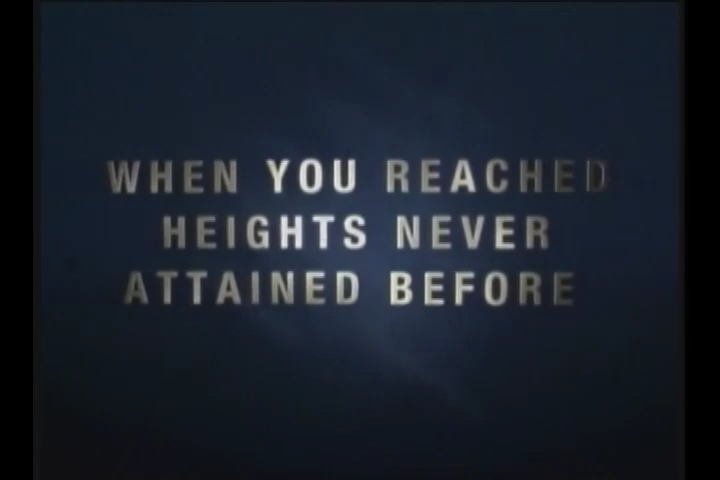 WHEN YOU REACHED
HEIGHTS NEVER
ATTAINED BEFORE